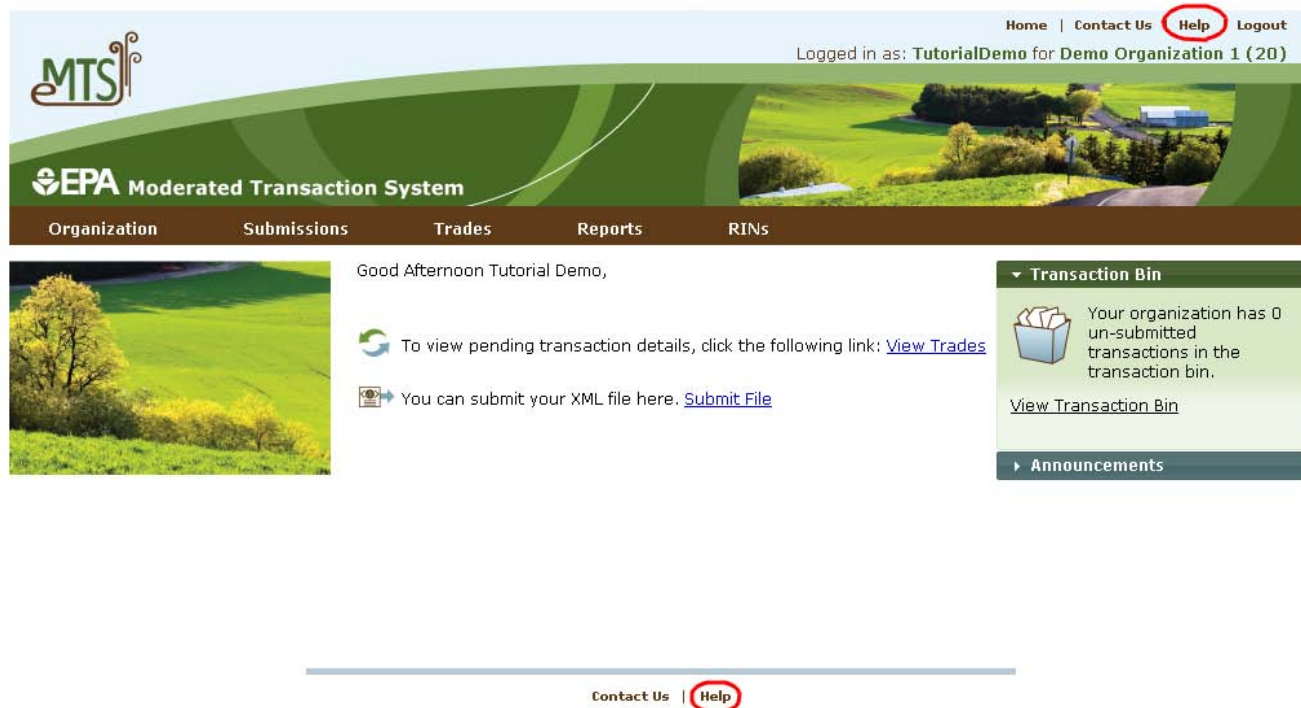 Home | Contact Us Help Logout
Logged in as: TutorialDemo for Demo Organization 1 (20)
eMTS
EPA Moderated Transaction System
Organization Submissions Trades Reports RINs
Good Afternoon Tutorial Demo,
To view pending transaction details, click the following link: View Trades
You can submit your XML file here. Submit File
Transaction Bin
Your organization has 0
un-submitted
transactions in the
transaction bin.
View Transaction Bin
Announcements
Contact Us | Help